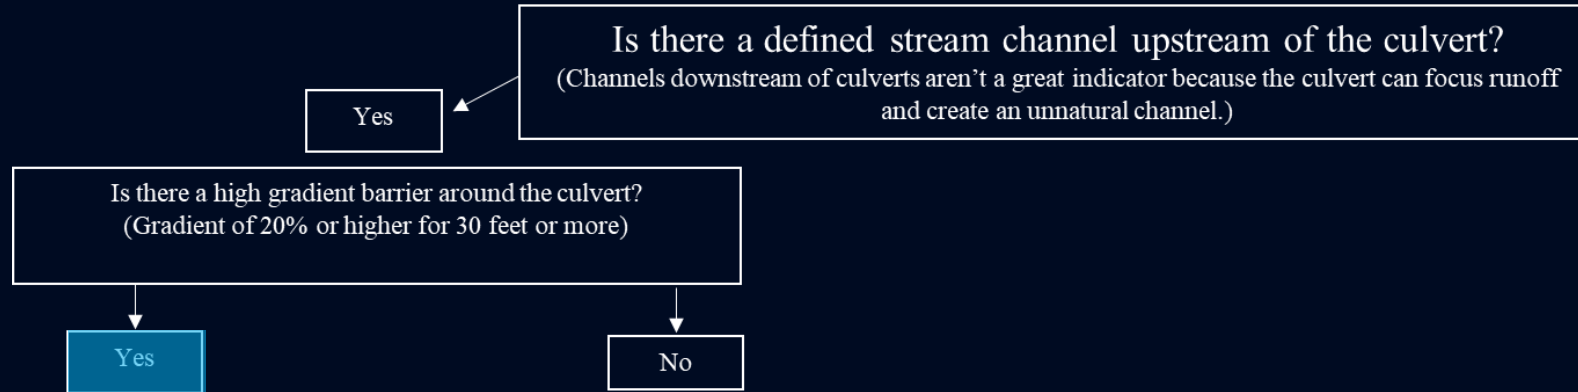 Is there a defined stream channel upstream of the culvert?
(Channels downstream of culverts aren't a great indicator because the culvert can focus runoff
and create an unnatural channel.)
Yes
Is there a high gradient barrier around the culvert?
(Gradient of 20% or higher for 30 feet or more)
Yes
No